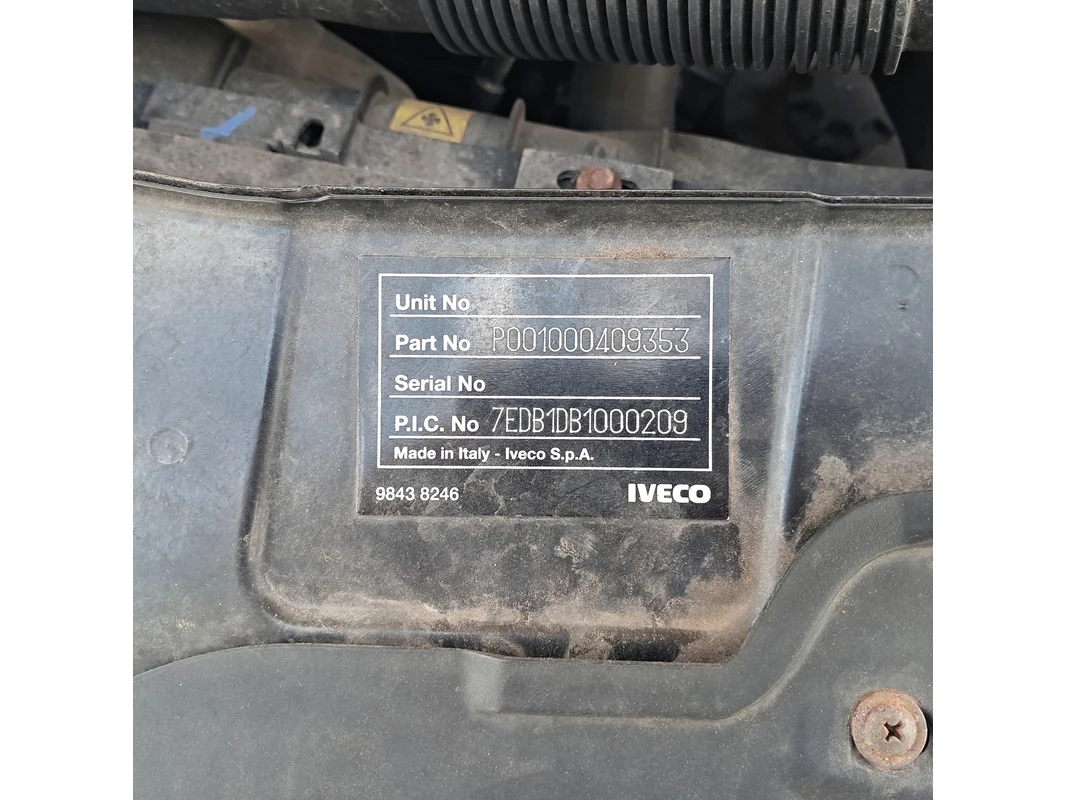 Unit No
Part No P001000409353
Serial No
P.I.C. No 7EDB1DB1000209
Made in Italy - Iveco S.p.A.
9843 8246 IVECO